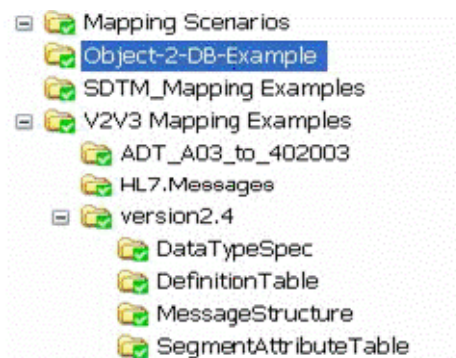 Mapping Scenarios
Object-2-DB-Example
SDTM_Mapping Examples
V2V3 Mapping Examples
ADT_A03_to_402003
HL7.Messages
version2.4
DataTypeSpec
DefinitionTable
MessageStructure
SegmentAttributeTable